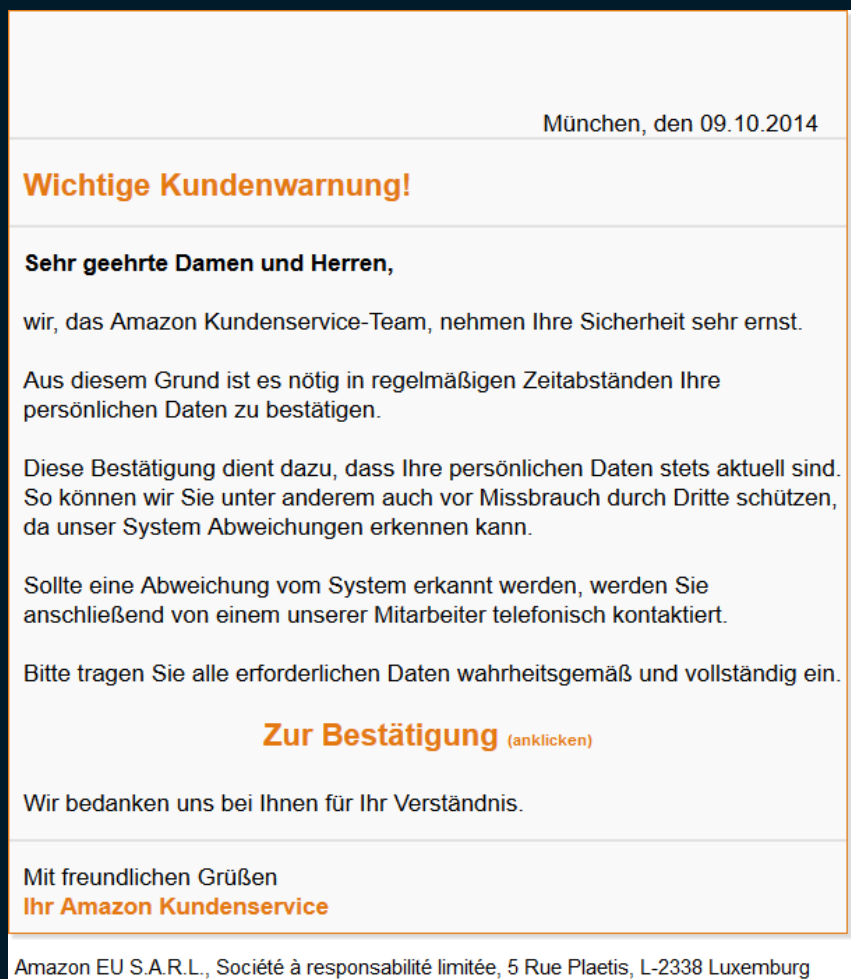 München, den 09.10.2014
Wichtige Kundenwarnung!
Sehr geehrte Damen und Herren,
wir, das Amazon Kundenservice-Team, nehmen Ihre Sicherheit sehr ernst.
Aus diesem Grund ist es nötig in regelmäßigen Zeitabständen Ihre
persönlichen Daten zu bestätigen.
Diese Bestätigung dient dazu, dass Ihre persönlichen Daten stets aktuell sind.
So können wir Sie unter anderem auch vor Missbrauch durch Dritte schützen,
da unser System Abweichungen erkennen kann.
Sollte eine Abweichung vom System erkannt werden, werden Sie
anschließend von einem unserer Mitarbeiter telefonisch kontaktiert.
Bitte tragen Sie alle erforderlichen Daten wahrheitsgemäß und vollständig ein.
Zur Bestätigung (anklicken)
Wir bedanken uns bei Ihnen für Ihr Verständnis.
Mit freundlichen Grüßen
Ihr Amazon Kundenservice
Amazon EU S.A.R.L., Société à responsabilité limitée, 5 Rue Plaetis, L-2338 Luxemburg